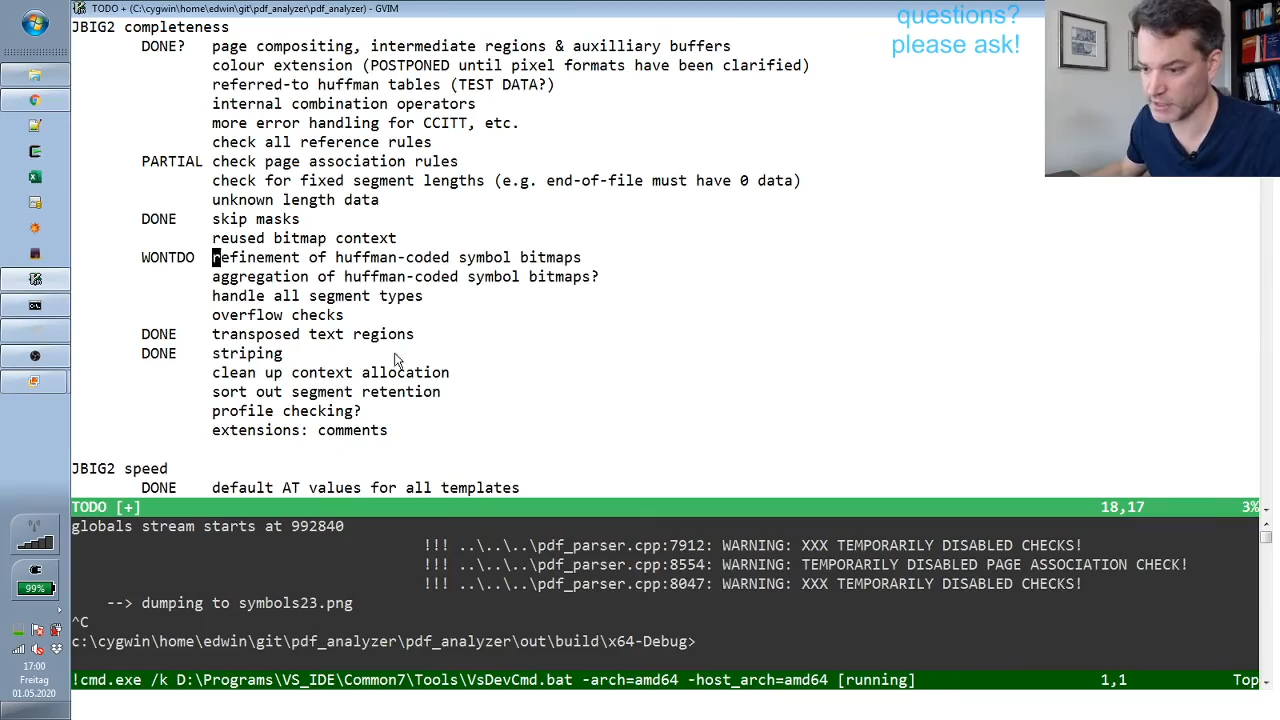 TODO + (C:\cygwin\home\edwin\git\pdf_analyzer\pdf_analyzer) - GVIM
questions?
please ask!
JBIG2 completeness
DONE? page compositing, intermediate regions & auxilliary buffers
colour extension (POSTPONED until pixel formats have been clarified)
referred-to huffman tables (TEST DATA?)
internal combination operators
more error handling for CCITT, etc.
check all reference rules
PARTIAL check page association rules
check for fixed segment lengths (e.g. end-of-file must have 0 data)
unknown length data
DONE skip masks
reused bitmap context
WONTDO refinement of huffman-coded symbol bitmaps
aggregation of huffman-coded symbol bitmaps?
handle all segment types
overflow checks
DONE transposed text regions
DONE striping
clean up context allocation
sort out segment retention
profile checking?
extensions: comments
JBIG2 speed
DONE default AT values for all templates
TODO [+] 18,17 3%
globals stream starts at 992840
!!! ..\..\..\pdf_parser.cpp:7912: WARNING: XXX TEMPORARILY DISABLED CHECKS!
!!! ..\..\..\pdf_parser.cpp:8554: WARNING: TEMPORARILY DISABLED PAGE ASSOCIATION CHECK!
!!! ..\..\..\pdf_parser.cpp:8047: WARNING: XXX TEMPORARILY DISABLED CHECKS!
--> dumping to symbols23.png
^C
c:\cygwin\home\edwin\git\pdf_analyzer\pdf_analyzer\out\build\x64-Debug>
!cmd.exe /k D:\Programs\VS_IDE\Common7\Tools\VsDevCmd.bat -arch=amd64 -host_arch=amd64 [running] 1,1 Top
99%
17:00
Freitag
01.05.2020